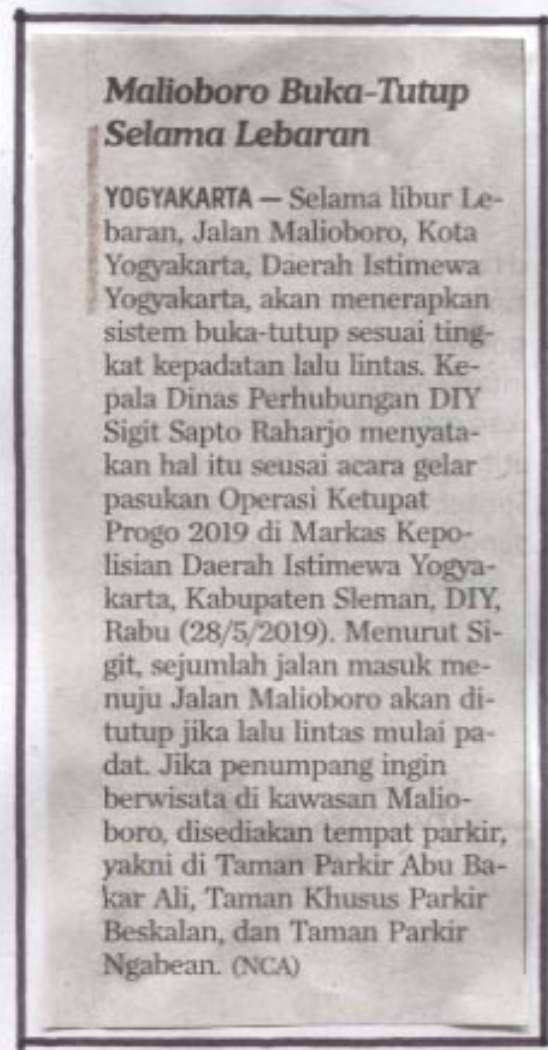 Malioboro Buka-Tutup
Selama Lebaran
YOGYAKARTA — Selama libur Le-
baran, Jalan Malioboro, Kota
Yogyakarta, Daerah Istimewa
Yogyakarta, akan menerapkan
sistem buka-tutup sesuai ting-
kat kepadatan lalu lintas. Ke-
pala Dinas Perhubungan DIY
Sigit Sapto Raharjo menyata-
kan hal itu seusai acara gelar
pasukan Operasi Ketupat
Progo 2019 di Markas Kepo-
lisian Daerah Istimewa Yogya-
karta, Kabupaten Sleman, DIY,
Rabu (28/5/2019). Menurut Si-
git, sejumlah jalan masuk me-
nuju Jalan Malioboro akan di-
tutup jika lalu lintas mulai pa-
dat. Jika penumpang ingin
berwisata di kawasan Malio-
boro, disediakan tempat parkir,
yakni di Taman Parkir Abu Ba-
kar Ali, Taman Khusus Parkir
Beskalan, dan Taman Parkir
Ngabean. (NCA)